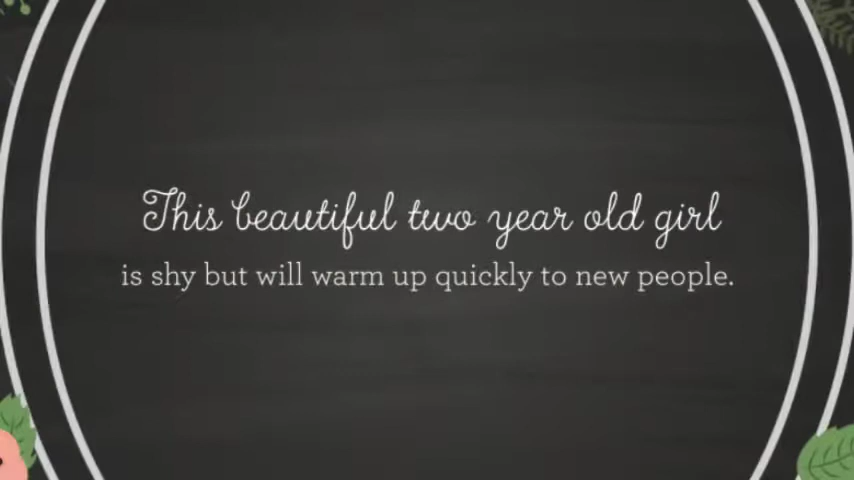 This beautiful two year old girl
is shy but will warm up quickly to new people.